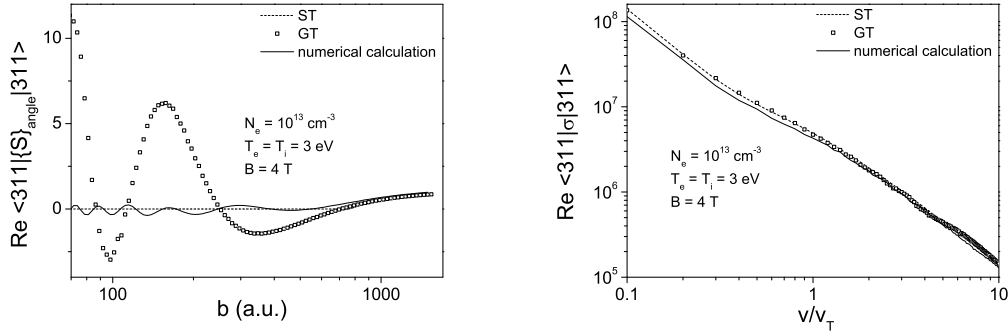 ST
GT
numerical calculation
N_e = 10^13 cm^-3
T_e = T_i = 3 eV
B = 4 T
10
5
0
100
1000
b (a.u.)
Re <311|{S}_angle|311>
ST
GT
numerical calculation
N_e = 10^13 cm^-3
T_e = T_i = 3 eV
B = 4 T
10^8
10^7
10^6
10^5
0.1
1
10
v/v_T
Re <311|σ|311>